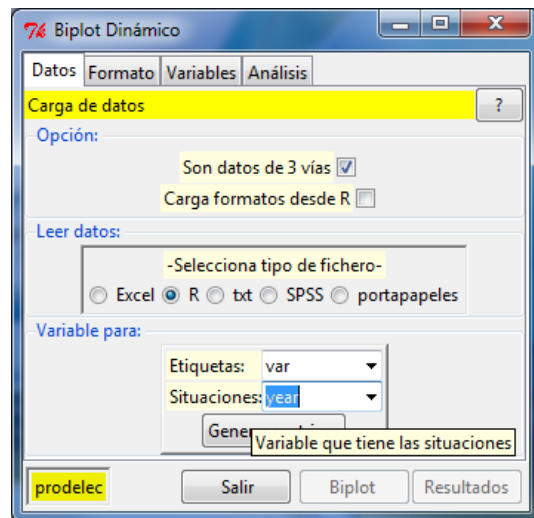 Biplot Dinámico
Datos Formato Variables Análisis
Carga de datos ?
Opción:
Son datos de 3 vías
Carga formatos desde R
Leer datos:
-Selecciona tipo de fichero-
Excel R txt SPSS portapapeles
Variable para:
Etiquetas: var
Situaciones: year
Variable que tiene las situaciones
prodelec Salir Biplot Resultados